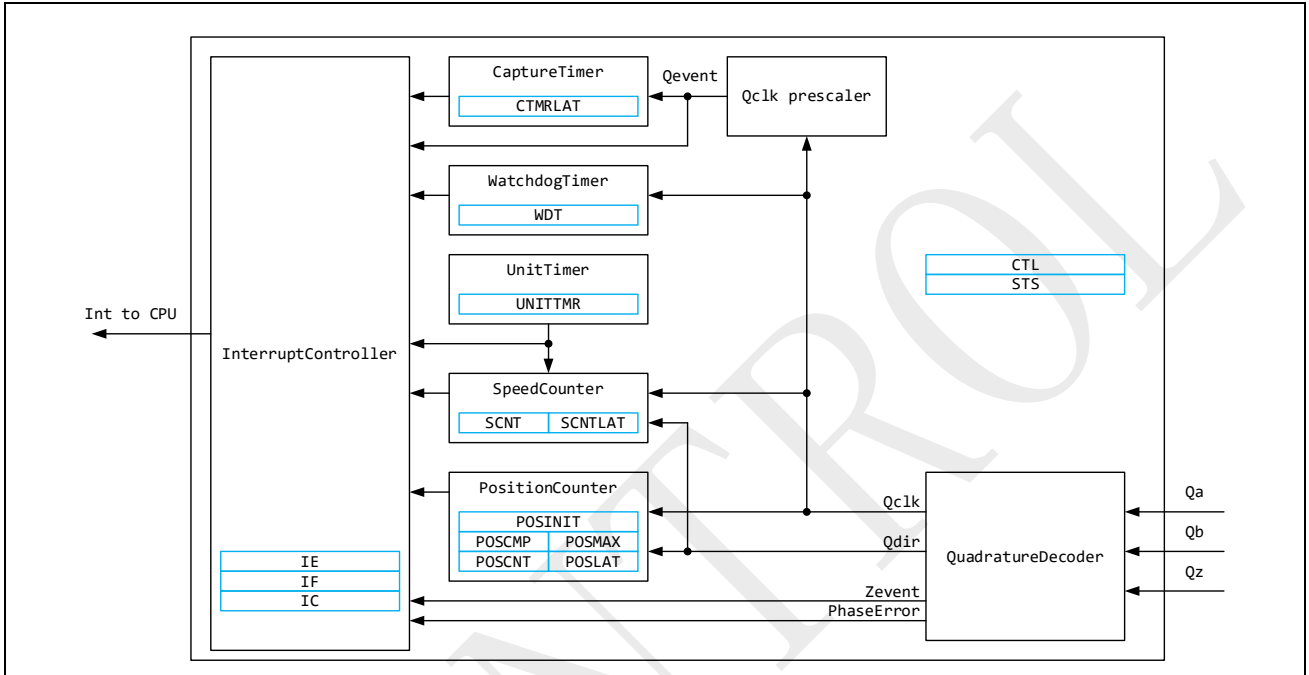 CaptureTimer
CTMRLAT
Qevent
Qclk prescaler
WatchdogTimer
WDT
UnitTimer
UNITTMR
CTL
STS
Int to CPU
InterruptController
SpeedCounter
SCNT SCNTLAT
PositionCounter
POSINIT
POSCMP POSMAX
POSCNT POSLAT
Qclk
Qdir
Zevent
PhaseError
QuadratureDecoder
Qa
Qb
Qz
IE
IF
IC
NTROL